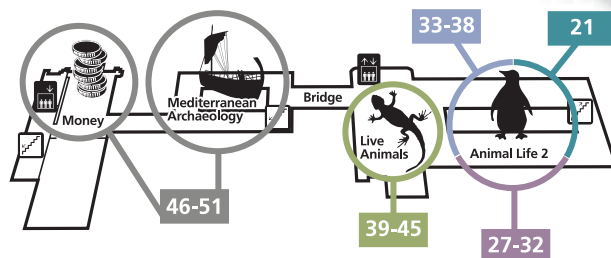 33-38
21
Money
Mediterranean
Archaeology
Bridge
Live
Animals
Animal Life 2
46-51
39-45
27-32